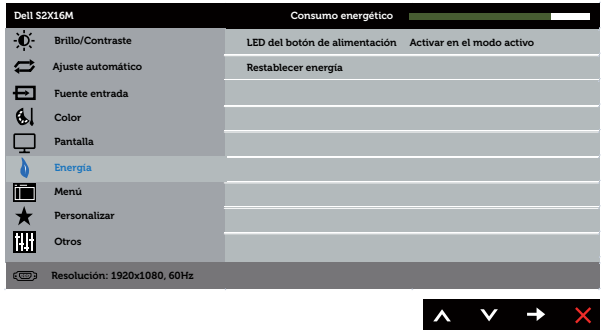 Dell S2X16M Consumo energético
Brillo/Contraste
LED del botón de alimentación Activar en el modo activo
Ajuste automático
Restablecer energía
Fuente entrada
Color
Pantalla
Energía
Menú
Personalizar
Otros
Resolución: 1920x1080, 60Hz